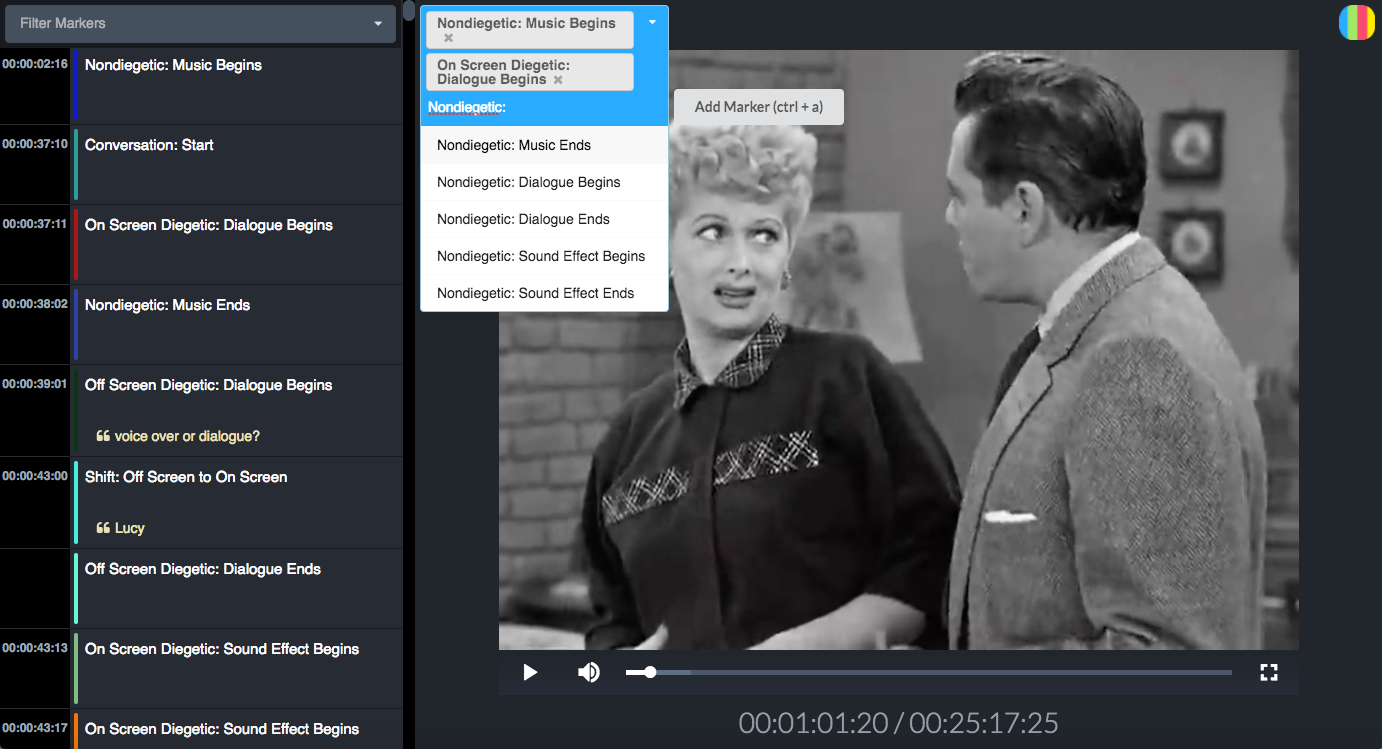 Filter Markers
00:00:02:16
Nondiegetic: Music Begins
00:00:37:10
Conversation: Start
00:00:37:11
On Screen Diegetic: Dialogue Begins
00:00:38:02
Nondiegetic: Music Ends
00:00:39:01
Off Screen Diegetic: Dialogue Begins
voice over or dialogue?
00:00:43:00
Shift: Off Screen to On Screen
Lucy
Off Screen Diegetic: Dialogue Ends
00:00:43:13
On Screen Diegetic: Sound Effect Begins
00:00:43:17
On Screen Diegetic: Sound Effect Begins
Nondiegetic: Music Begins
On Screen Diegetic:
Dialogue Begins
Nondiegetic:
Add Marker (ctrl + a)
Nondiegetic: Music Ends
Nondiegetic: Dialogue Begins
Nondiegetic: Dialogue Ends
Nondiegetic: Sound Effect Begins
Nondiegetic: Sound Effect Ends
00:01:01:20 / 00:25:17:25